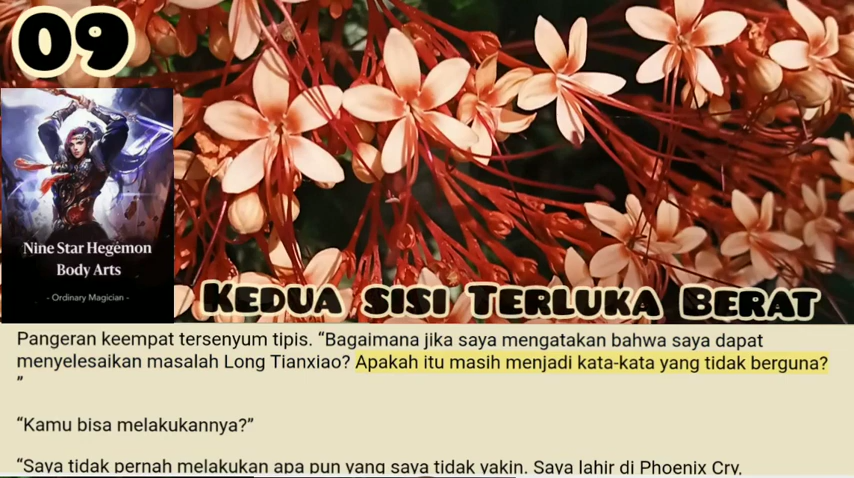 09
Nine Star Hegemon
Body Arts
- Ordinary Magician -
KEDUA SISI TERLUKA BERAT
Pangeran keempat tersenyum tipis. “Bagaimana jika saya mengatakan bahwa saya dapat
menyelesaikan masalah Long Tianxiao? Apakah itu masih menjadi kata-kata yang tidak berguna?
”
“Kamu bisa melakukannya?”
“Saya tidak pernah melakukan apa pun yang saya tidak yakin. Saya lahir di Phoenix Cry,